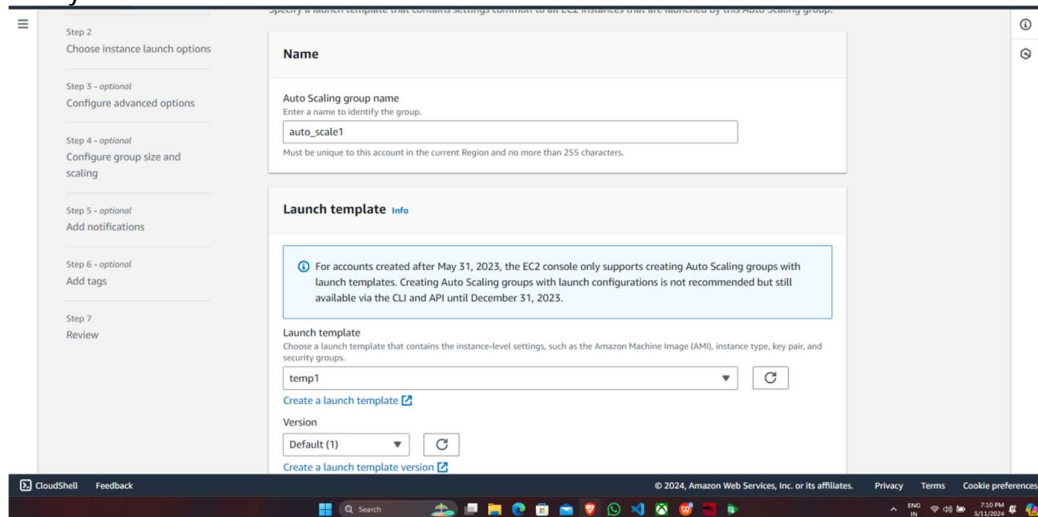 Specify a launch template that contains settings common to all EC2 instances that are launched by this Auto Scaling group.
Step 2
Choose instance launch options
Step 3 - optional
Configure advanced options
Step 4 - optional
Configure group size and
scaling
Step 5 - optional
Add notifications
Step 6 - optional
Add tags
Step 7
Review
Name
Auto Scaling group name
Enter a name to identify the group.
auto_scale1
Must be unique to this account in the current Region and no more than 255 characters.
Launch template Info
For accounts created after May 31, 2023, the EC2 console only supports creating Auto Scaling groups with
launch templates. Creating Auto Scaling groups with launch configurations is not recommended but still
available via the CLI and API until December 31, 2023.
Launch template
Choose a launch template that contains the instance-level settings, such as the Amazon Machine Image (AMI), instance type, key pair, and
security groups.
temp1
Create a launch template
Version
Default (1)
Create a launch template version
CloudShell Feedback © 2024, Amazon Web Services, Inc. or its affiliates. Privacy Terms Cookie preferences
Search ENG 7:10 PM
IN 5/11/2024